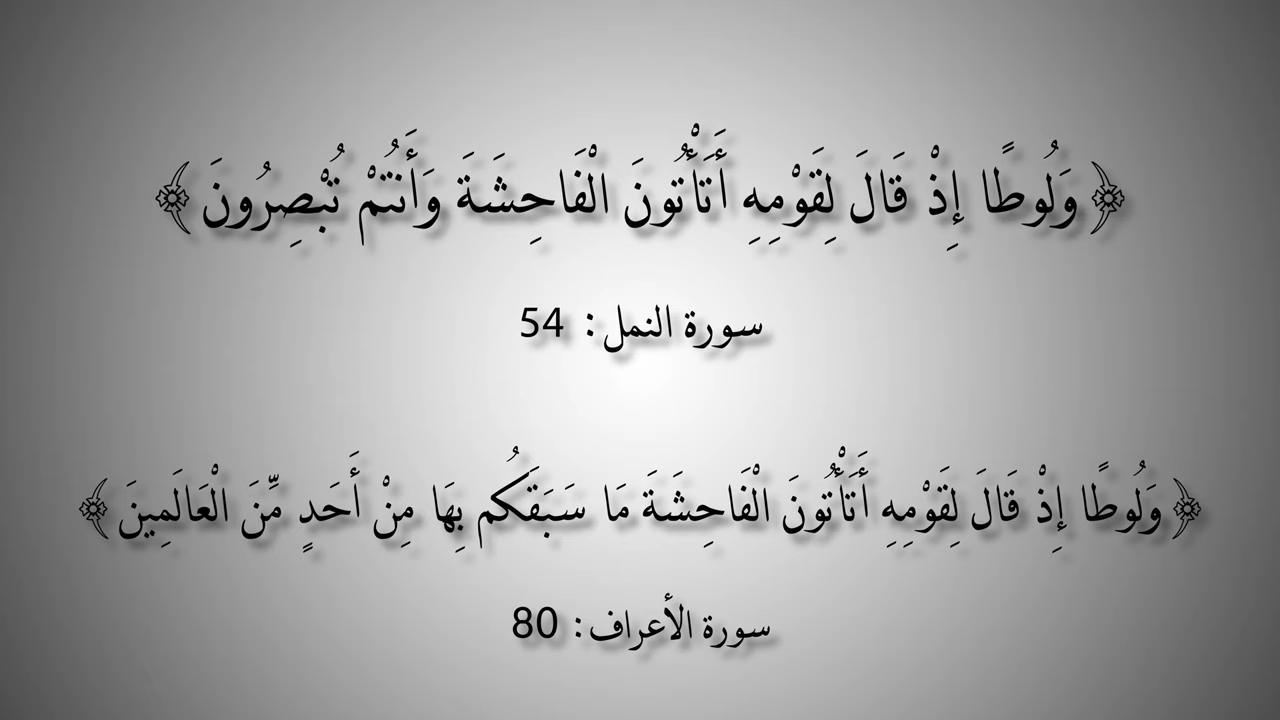 ﴿ وَلُوطًا إِذْ قَالَ لِقَوْمِهِ أَتَأْتُونَ الْفَاحِشَةَ وَأَنتُمْ تُبْصِرُونَ ﴾
سورة النمل : 54
﴿ وَلُوطًا إِذْ قَالَ لِقَوْمِهِ أَتَأْتُونَ الْفَاحِشَةَ مَا سَبَقَكُم بِهَا مِنْ أَحَدٍ مِّنَ الْعَالَمِينَ ﴾
سورة الأعراف : 80